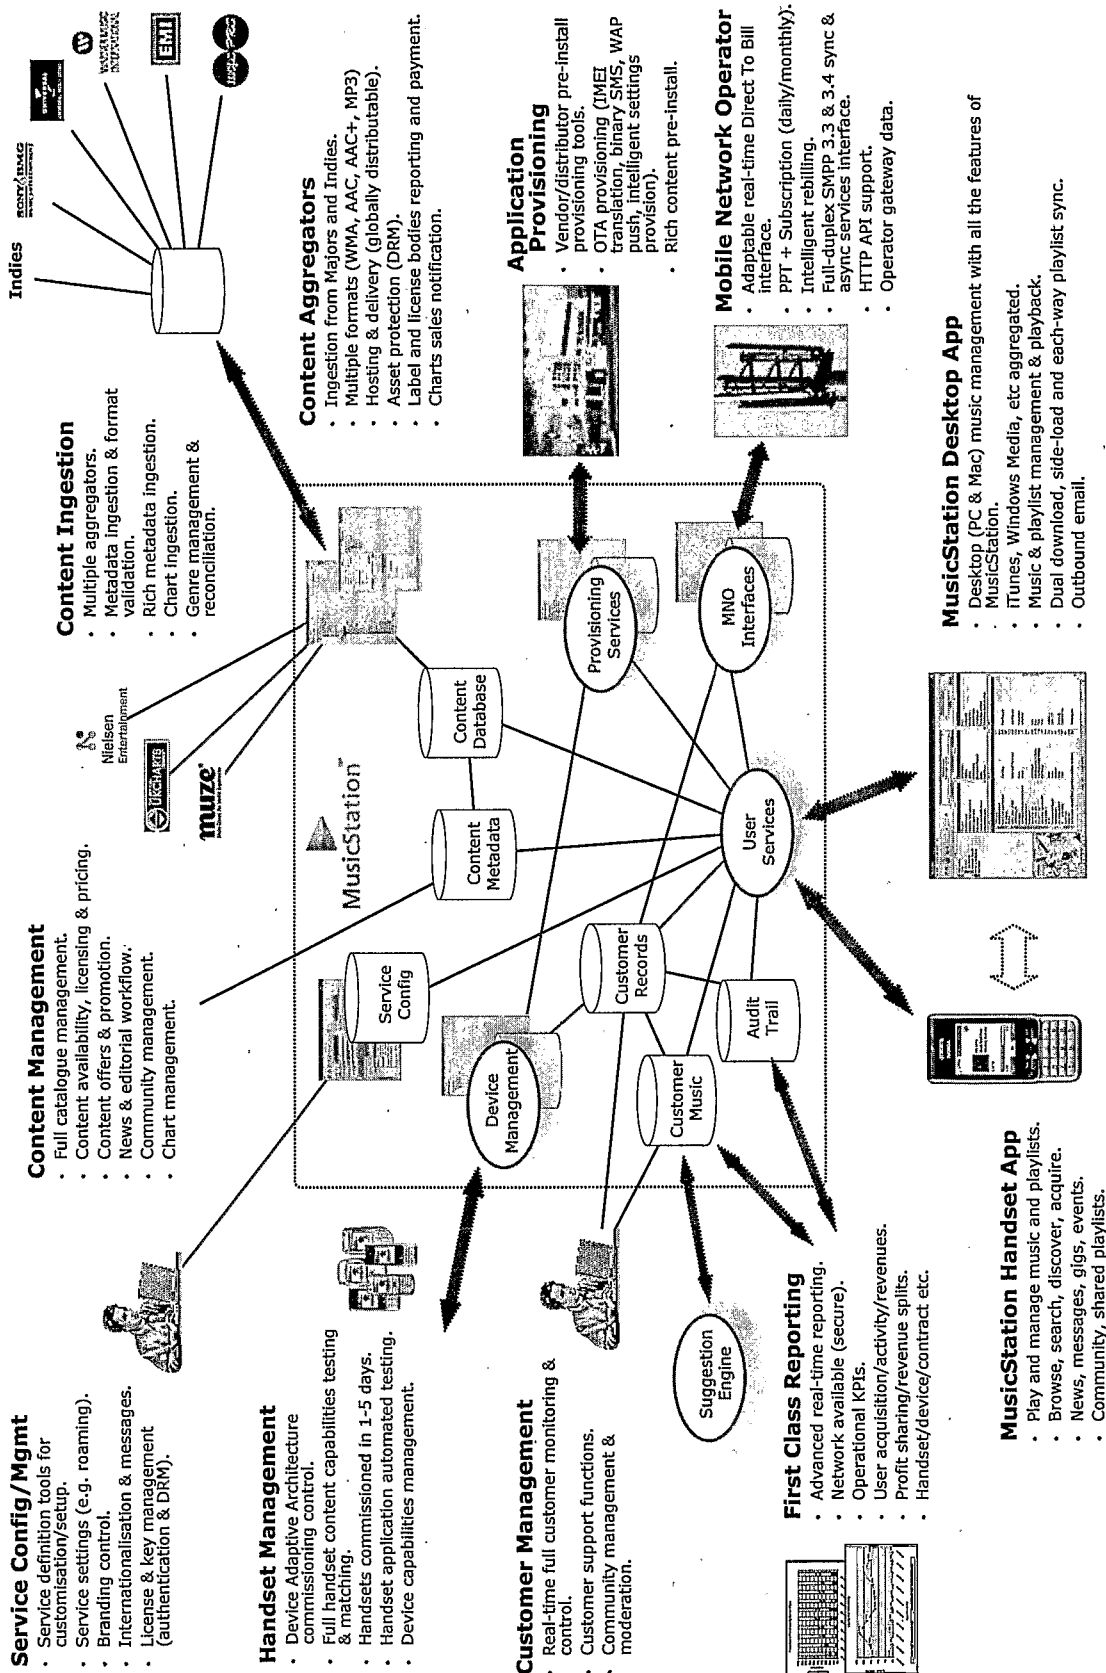 Service Config/Mgmt
· Service definition tools for
customisation/setup.
· Service settings (e.g. roaming).
· Branding control.
· Internationalisation & messages.
· License & key management
(authentication & DRM).
Content Management
· Full catalogue management.
· Content availability, licensing & pricing.
· Content offers & promotion.
· News & editorial workflow.
· Community management.
· Chart management.
Nielsen
Entertainment
UKCHARTS
muze
Content Ingestion
· Multiple aggregators.
· Metadata ingestion & format
validation.
· Rich metadata ingestion.
· Chart ingestion.
· Genre management &
reconciliation.
Indies
SONY BMG
UNIVERSAL
EMI
Handset Management
· Device Adaptive Architecture
commissioning control.
· Full handset content capabilities testing
& matching.
· Handsets commissioned in 1-5 days.
· Handset application automated testing.
· Device capabilities management.
MusicStation™
Service
Config
Content
Metadata
Content
Database
Device
Management
Customer
Records
Customer
Music
Audit
Trail
User
Services
Provisioning
Services
MNO
Interfaces
Content Aggregators
· Ingestion from Majors and Indies.
· Multiple formats (WMA, AAC, AAC+, MP3)
· Hosting & delivery (globally distributable).
· Asset protection (DRM).
· Label and license bodies reporting and payment.
· Charts sales notification.
Customer Management
· Real-time full customer monitoring &
control.
· Customer support functions.
· Community management &
moderation.
Suggestion
Engine
Application
Provisioning
· Vendor/distributor pre-install
provisioning tools.
· OTA provisioning (IMEI
translation, binary SMS, WAP
push, intelligent settings
provision).
· Rich content pre-install.
Mobile Network Operator
· Adaptable real-time Direct To Bill
interface.
· PPT + Subscription (daily/monthly).
· Intelligent rebilling.
· Full-duplex SMPP 3.3 & 3.4 sync &
async services interface.
· HTTP API support.
· Operator gateway data.
First Class Reporting
· Advanced real-time reporting.
· Network available (secure).
· Operational KPIs.
· User acquisition/activity/revenues.
· Profit sharing/revenue splits.
· Handset/device/contract etc.
MusicStation Handset App
· Play and manage music and playlists.
· Browse, search, discover, acquire.
· News, messages, gigs, events.
· Community, shared playlists.
MusicStation Desktop App
· Desktop (PC & Mac) music management with all the features of
MusicStation.
· iTunes, Windows Media, etc aggregated.
· Music & playlist management & playback.
· Dual download, side-load and each-way playlist sync.
· Outbound email.